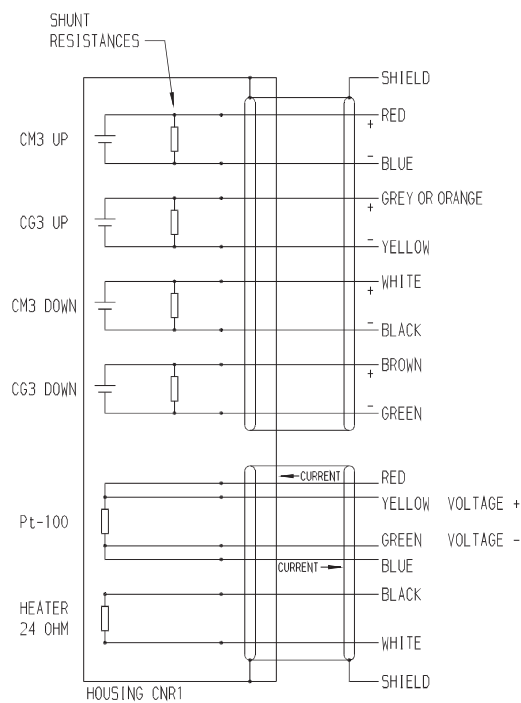 SHUNT
RESISTANCES
SHIELD
RED
+
CM3 UP
-
BLUE
GREY OR ORANGE
+
CG3 UP
-
YELLOW
WHITE
+
CM3 DOWN
-
BLACK
BROWN
+
CG3 DOWN
-
GREEN
CURRENT
RED
YELLOW VOLTAGE +
Pt-100
GREEN VOLTAGE -
CURRENT
BLUE
BLACK
HEATER
24 OHM
WHITE
SHIELD
HOUSING CNR1